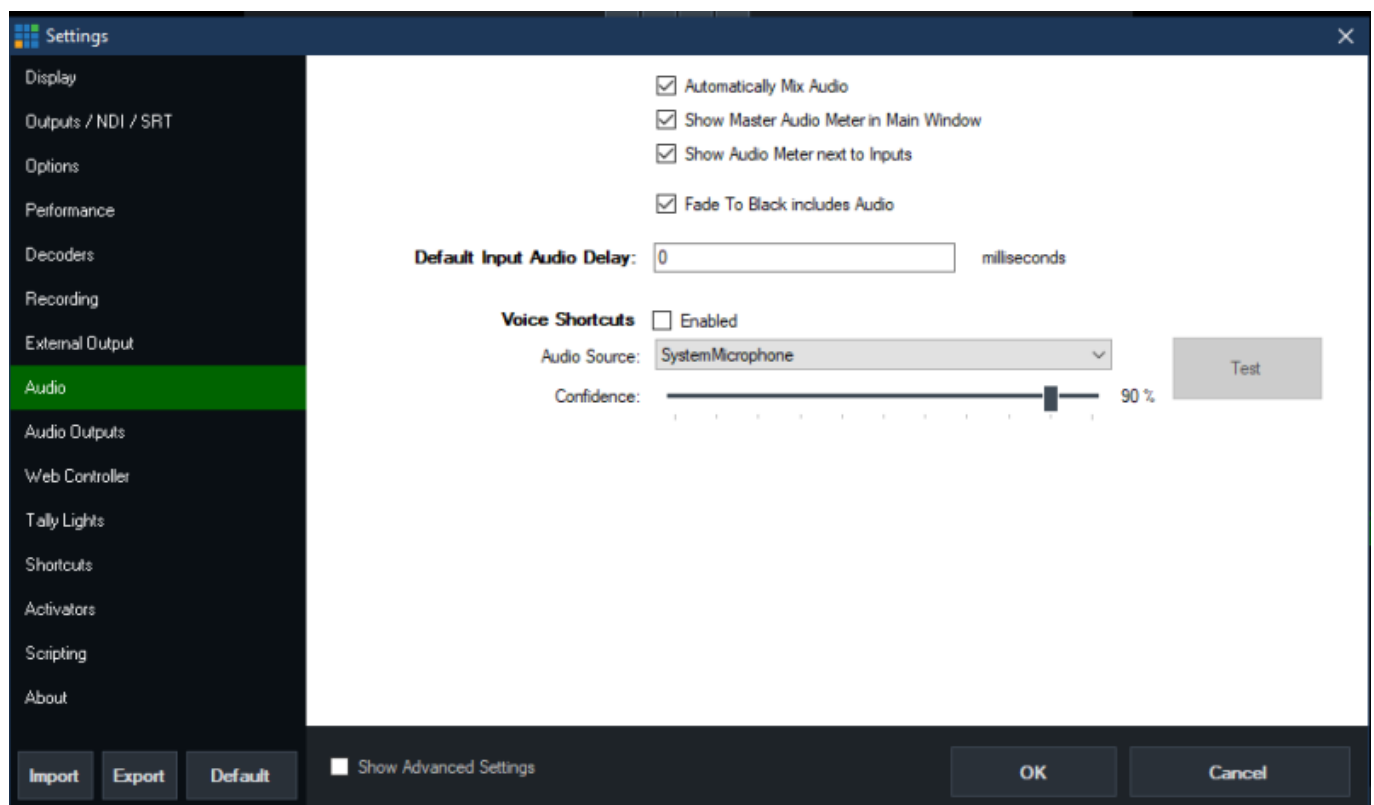 Settings
Display
Outputs / NDI / SRT
Options
Performance
Decoders
Recording
External Output
Audio
Audio Outputs
Web Controller
Tally Lights
Shortcuts
Activators
Scripting
About
Import Export Default
Automatically Mix Audio
Show Master Audio Meter in Main Window
Show Audio Meter next to Inputs
Fade To Black includes Audio
Default Input Audio Delay: 0 milliseconds
Voice Shortcuts Enabled
Audio Source: SystemMicrophone
Test
Confidence: 90 %
Show Advanced Settings
OK Cancel